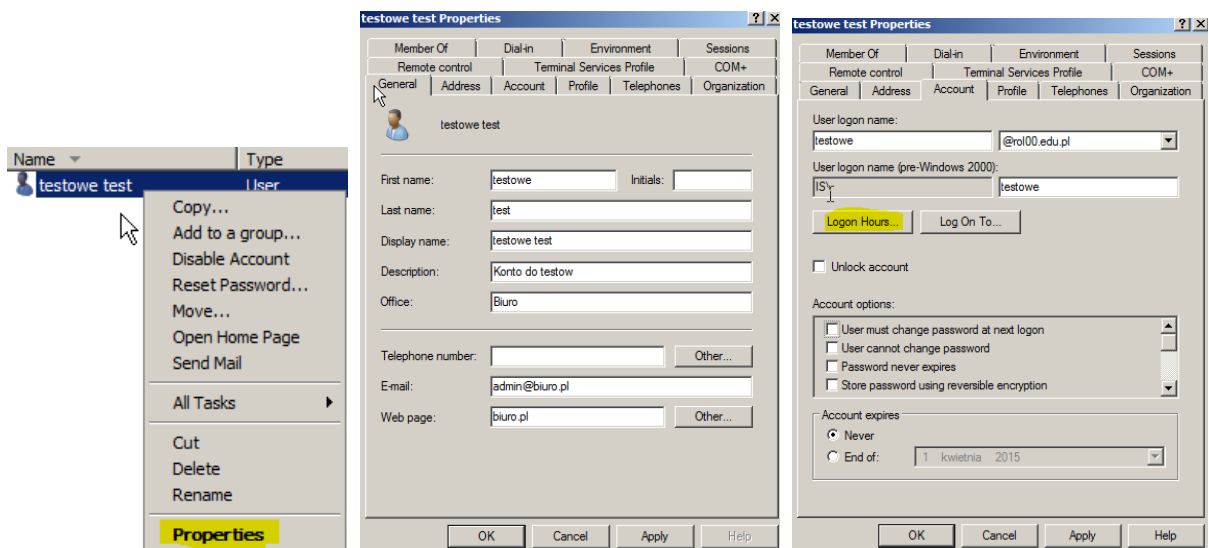 Name Type
testowe test User
Copy...
Add to a group...
Disable Account
Reset Password...
Move...
Open Home Page
Send Mail
All Tasks
Cut
Delete
Rename
Properties
testowe test Properties
Member Of Dial-in Environment Sessions
Remote control Terminal Services Profile COM+
General Address Account Profile Telephones Organization
testowe test
First name: testowe Initials:
Last name: test
Display name: testowe test
Description: Konto do testow
Office: Biuro
Telephone number: Other...
E-mail: admin@biuro.pl
Web page: biuro.pl Other...
OK Cancel Apply Help
testowe test Properties
Member Of Dial-in Environment Sessions
Remote control Terminal Services Profile COM+
General Address Account Profile Telephones Organization
User logon name:
testowe @rol00.edu.pl
User logon name (pre-Windows 2000):
IS\ testowe
Logon Hours... Log On To...
Unlock account
Account options:
User must change password at next logon
User cannot change password
Password never expires
Store password using reversible encryption
Account expires
Never
End of: 1 kwietnia 2015
OK Cancel Apply Help